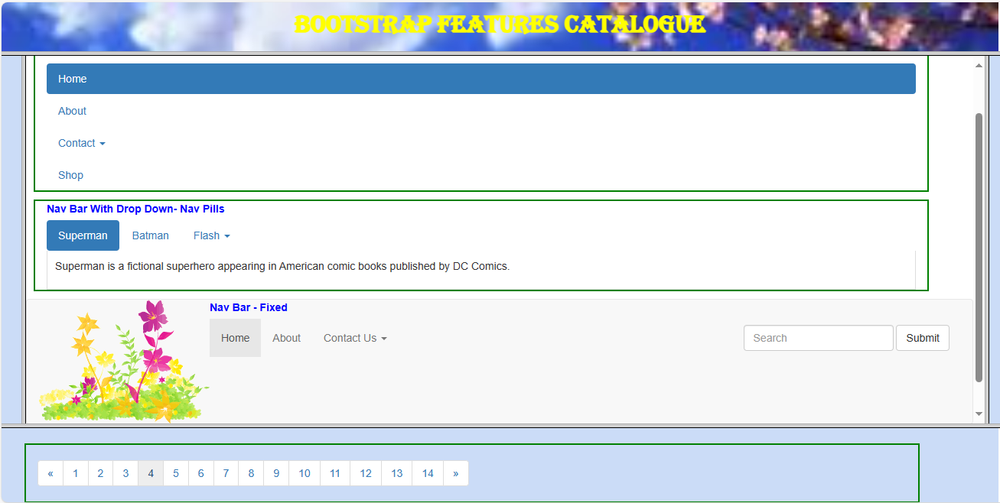 BOOTSTRAP FEATURES CATALOGUE
Home
About
Contact
Shop
Nav Bar With Drop Down- Nav Pills
Superman Batman Flash
Superman is a fictional superhero appearing in American comic books published by DC Comics.
Nav Bar - Fixed
Home About Contact Us Search Submit
« 1 2 3 4 5 6 7 8 9 10 11 12 13 14 »